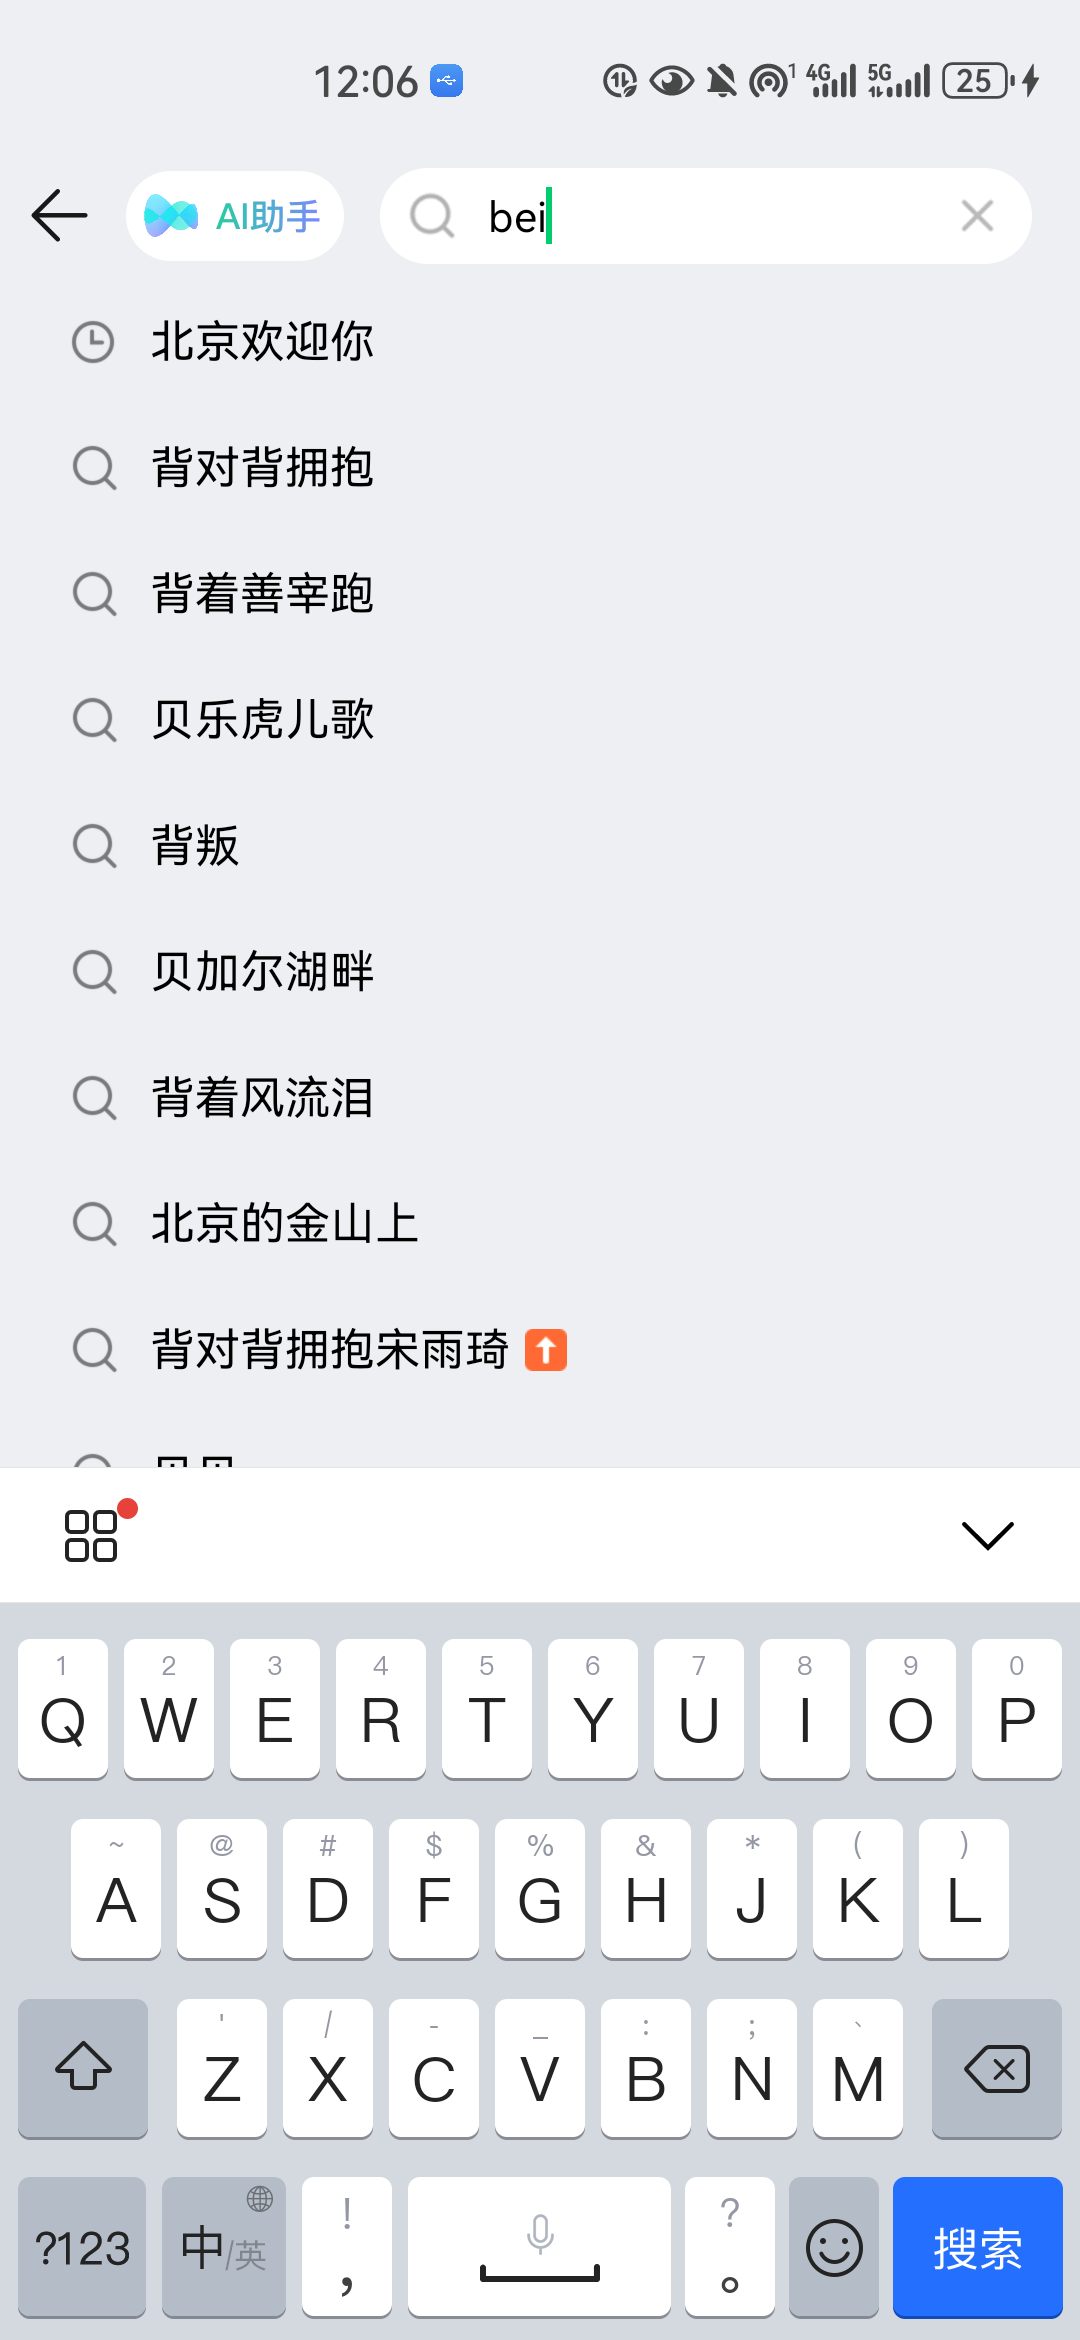 12:06
1 4G 5G 25
AI助手
bei
北京欢迎你
背对背拥抱
背着善宰跑
贝乐虎儿歌
背叛
贝加尔湖畔
背着风流泪
北京的金山上
背对背拥抱宋雨琦
1 2 3 4 5 6 7 8 9 0
Q W E R T Y U I O P
~ @ # $ % & * ( )
A S D F G H J K L
' / - _ : ; 、
Z X C V B N M
?123 中/英 ! , ? 。 搜索